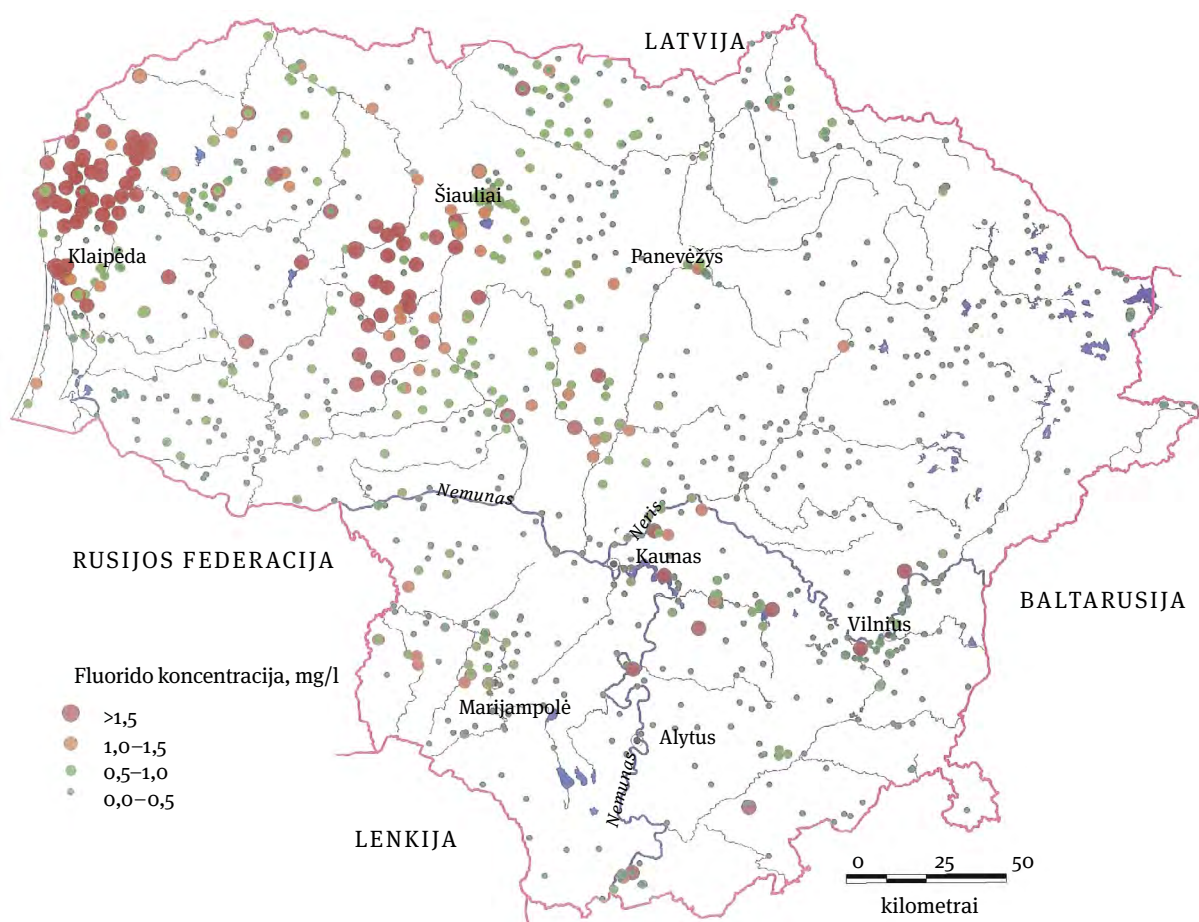 LATVIJA
Šiauliai
Klaipėda
Panevėžys
Nemunas
Neris
RUSIJOS FEDERACIJA
Kaunas
BALTARUSIJA
Vilnius
Fluorido koncentracija, mg/l
>1,5
1,0–1,5
0,5–1,0
0,0–0,5
Marijampolė
Alytus
Nemunas
LENKIJA
0 25 50
kilometrai